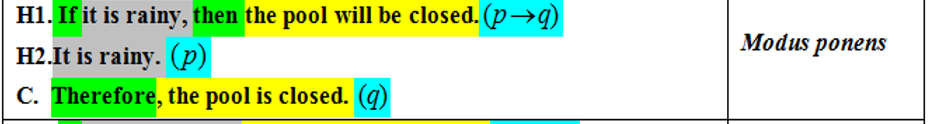 H1. If it is rainy, then the pool will be closed. (p→q)
H2.It is rainy. (p)
Modus ponens
C. Therefore, the pool is closed. (q)